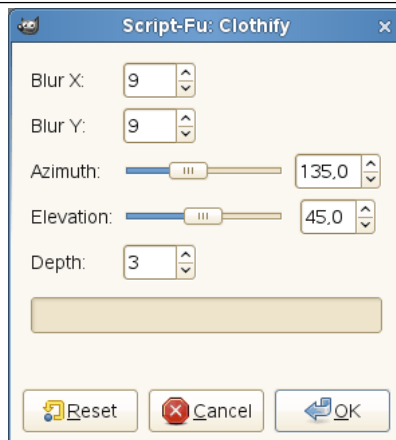 Script-Fu: Clothify
Blur X: 9
Blur Y: 9
Azimuth: 135,0
Elevation: 45,0
Depth: 3
Reset Cancel OK